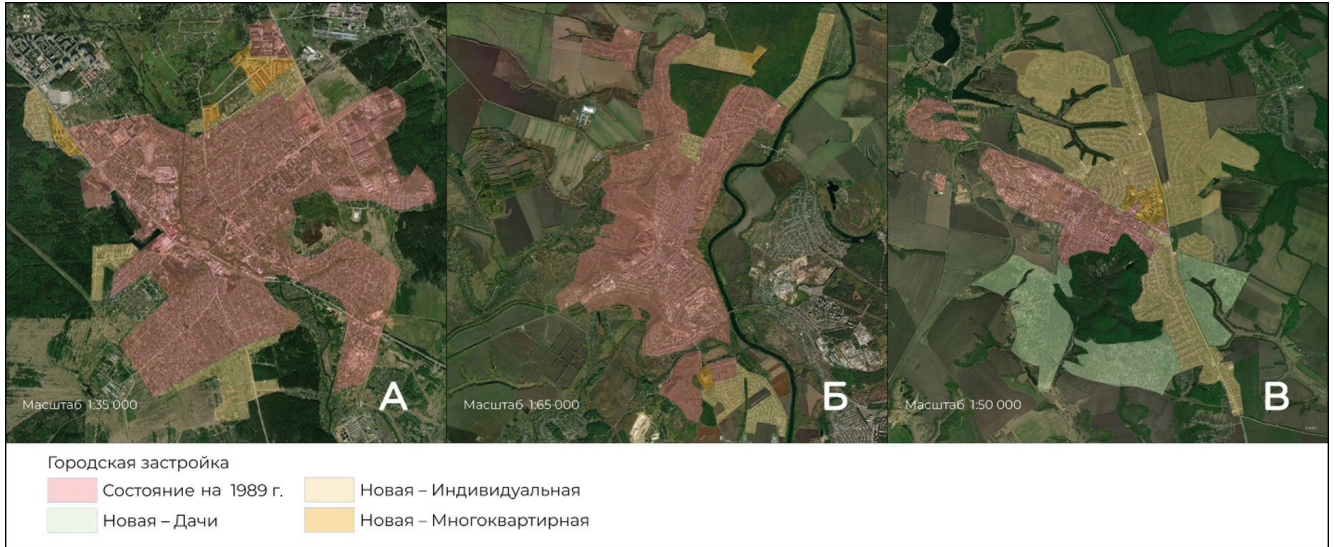 А
Б
В
Масштаб 1:35 000
Масштаб 1:65 000
Масштаб 1:50 000
Городская застройка
Состояние на 1989 г.
Новая – Индивидуальная
Новая – Дачи
Новая – Многоквартирная